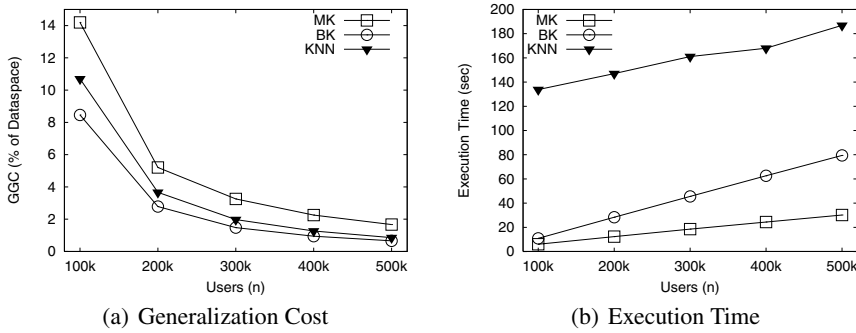 GGC (% of Dataspace)
14
12
10
8
6
4
2
0
MK
BK
KNN
100k 200k 300k 400k 500k
Users (n)
(a) Generalization Cost
Execution Time (sec)
200
180
160
140
120
100
80
60
40
20
0
MK
BK
KNN
100k 200k 300k 400k 500k
Users (n)
(b) Execution Time